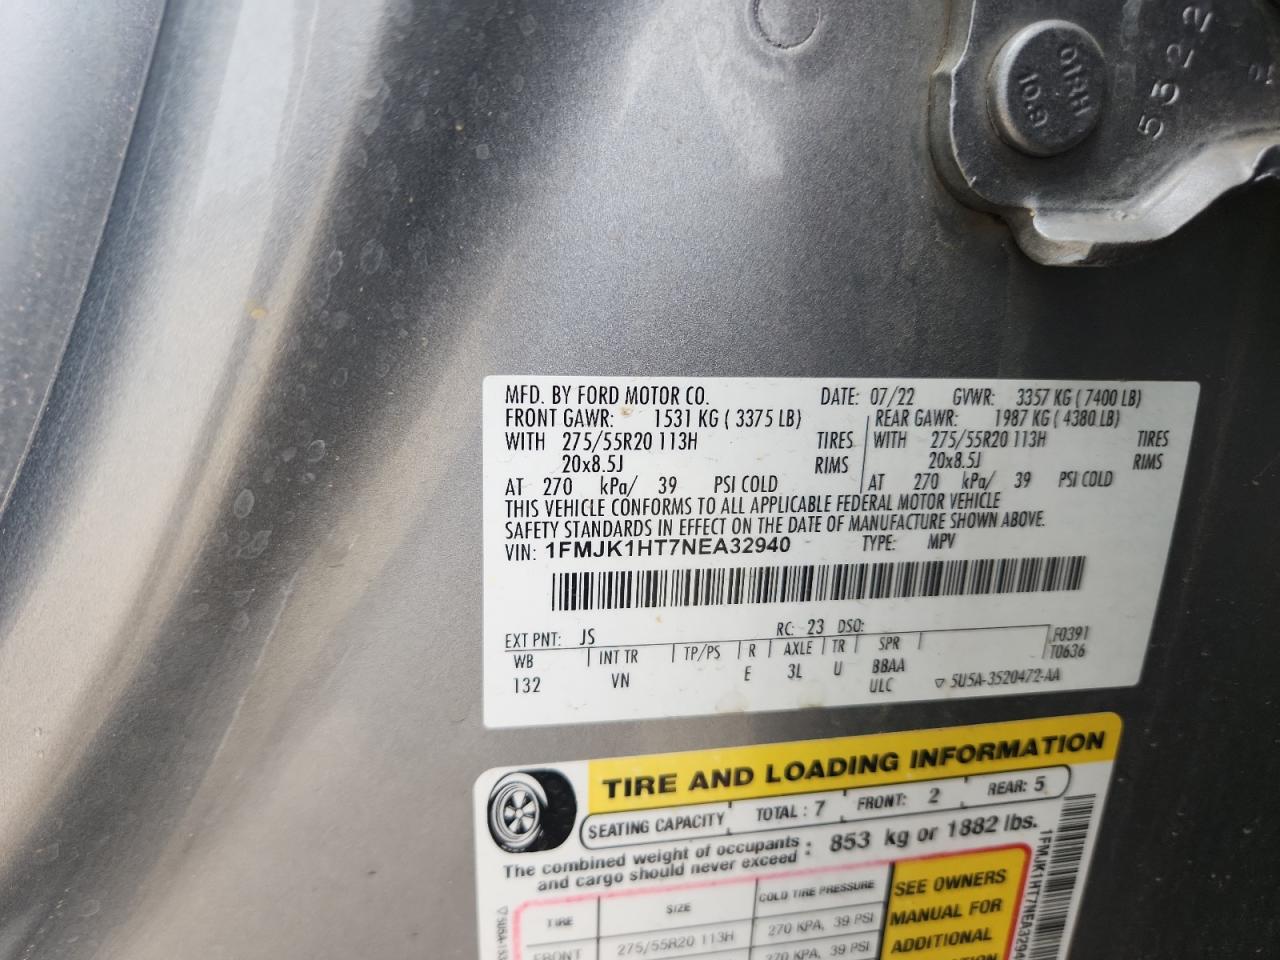 01RH
10.9
55222
MFD. BY FORD MOTOR CO. DATE: 07/22 GVWR: 3357 KG ( 7400 LB)
FRONT GAWR: 1531 KG ( 3375 LB) REAR GAWR: 1987 KG ( 4380 LB)
WITH 275/55R20 113H TIRES WITH 275/55R20 113H TIRES
20x8.5J RIMS 20x8.5J RIMS
AT 270 kPa/ 39 PSI COLD AT 270 kPa/ 39 PSI COLD
THIS VEHICLE CONFORMS TO ALL APPLICABLE FEDERAL MOTOR VEHICLE
SAFETY STANDARDS IN EFFECT ON THE DATE OF MANUFACTURE SHOWN ABOVE.
VIN: 1FMJK1HT7NEA32940 TYPE: MPV
EXT PNT: JS RC: 23 DSO: F0391
WB INT TR TP/PS R AXLE TR SPR T0636
132 VN E 3L U BBAA
ULC ▽ 5U5A-3520472-AA
TIRE AND LOADING INFORMATION
SEATING CAPACITY TOTAL : 7 FRONT: 2 REAR: 5
The combined weight of occupants
and cargo should never exceed : 853 kg or 1882 lbs.
TIRE SIZE COLD TIRE PRESSURE
FRONT 275/55R20 113H 270 KPA, 39 PSI
270 KPA, 39 PSI
SEE OWNERS
MANUAL FOR
ADDITIONAL
1FMJK1HT7NEA3294